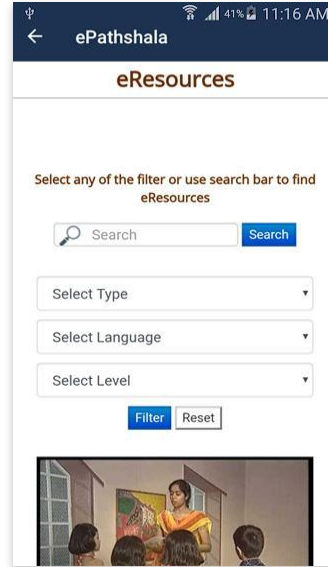 41% 11:16 AM
ePathshala
eResources
Select any of the filter or use search bar to find
eResources
Search Search
Select Type
Select Language
Select Level
Filter Reset